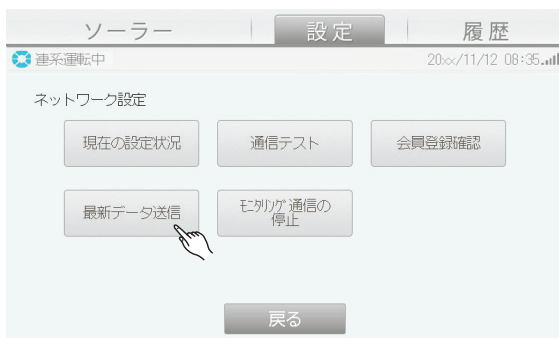 ソーラー 設定 履歴
連系運転中 20××/11/12 08:35
ネットワーク設定
現在の設定状況 通信テスト 会員登録確認
最新データ送信 モニタリング通信の
停止
戻る